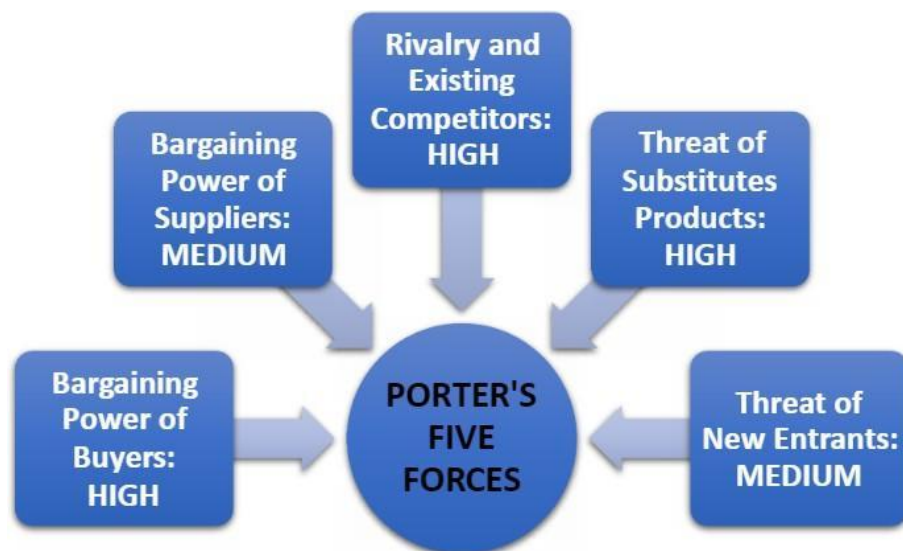 Rivalry and
Existing
Competitors:
HIGH
Bargaining
Power of
Suppliers:
MEDIUM
Threat of
Substitutes
Products:
HIGH
Bargaining
Power of
Buyers:
HIGH
PORTER'S
FIVE
FORCES
Threat of
New Entrants:
MEDIUM